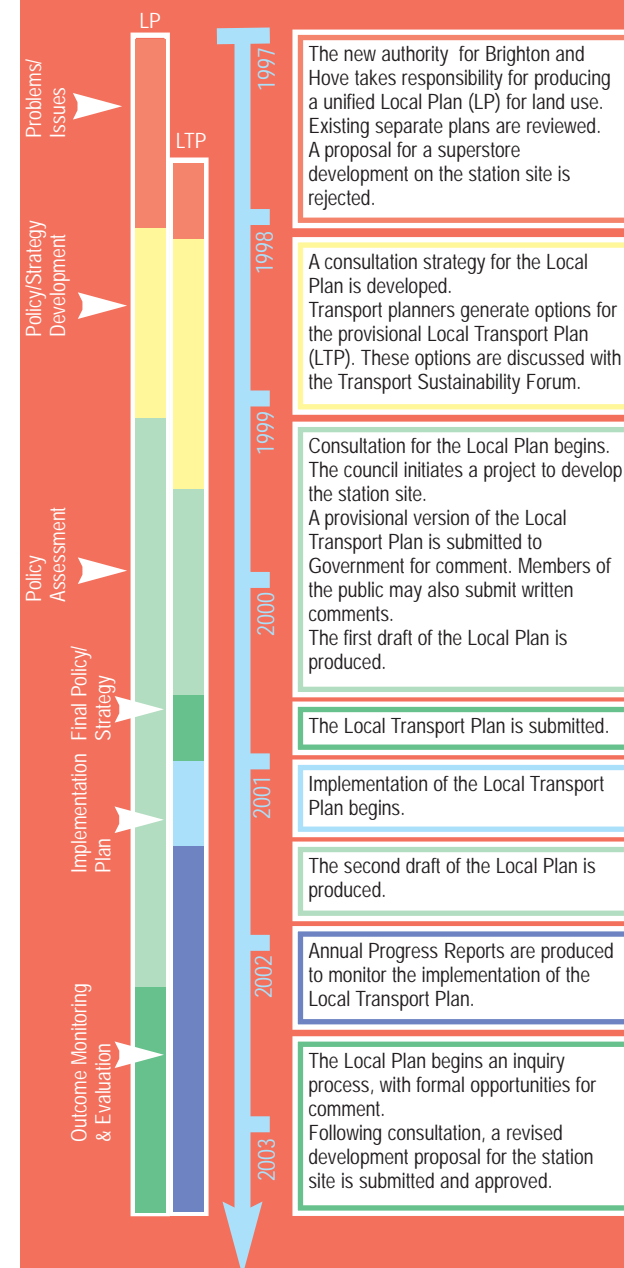 LP
LTP
Problems/
Issues
Policy/Strategy
Development
Policy
Assessment
Final Policy/
Strategy
Implementation
Plan
Outcome Monitoring
& Evaluation
1997
1998
1999
2000
2001
2002
2003
The new authority for Brighton and
Hove takes responsibility for producing
a unified Local Plan (LP) for land use.
Existing separate plans are reviewed.
A proposal for a superstore
development on the station site is
rejected.
A consultation strategy for the Local
Plan is developed.
Transport planners generate options for
the provisional Local Transport Plan
(LTP). These options are discussed with
the Transport Sustainability Forum.
Consultation for the Local Plan begins.
The council initiates a project to develop
the station site.
A provisional version of the Local
Transport Plan is submitted to
Government for comment. Members of
the public may also submit written
comments.
The first draft of the Local Plan is
produced.
The Local Transport Plan is submitted.
Implementation of the Local Transport
Plan begins.
The second draft of the Local Plan is
produced.
Annual Progress Reports are produced
to monitor the implementation of the
Local Transport Plan.
The Local Plan begins an inquiry
process, with formal opportunities for
comment.
Following consultation, a revised
development proposal for the station
site is submitted and approved.